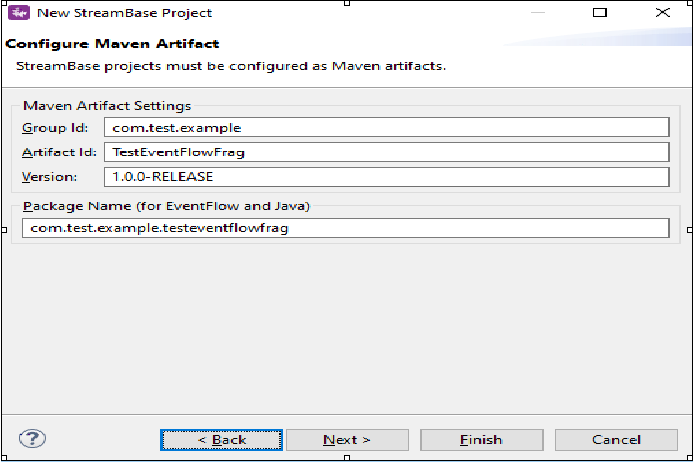 New StreamBase Project
Configure Maven Artifact
StreamBase projects must be configured as Maven artifacts.
Maven Artifact Settings
Group Id: com.test.example
Artifact Id: TestEventFlowFrag
Version: 1.0.0-RELEASE
Package Name (for EventFlow and Java)
com.test.example.testeventflowfrag
? < Back Next > Finish Cancel